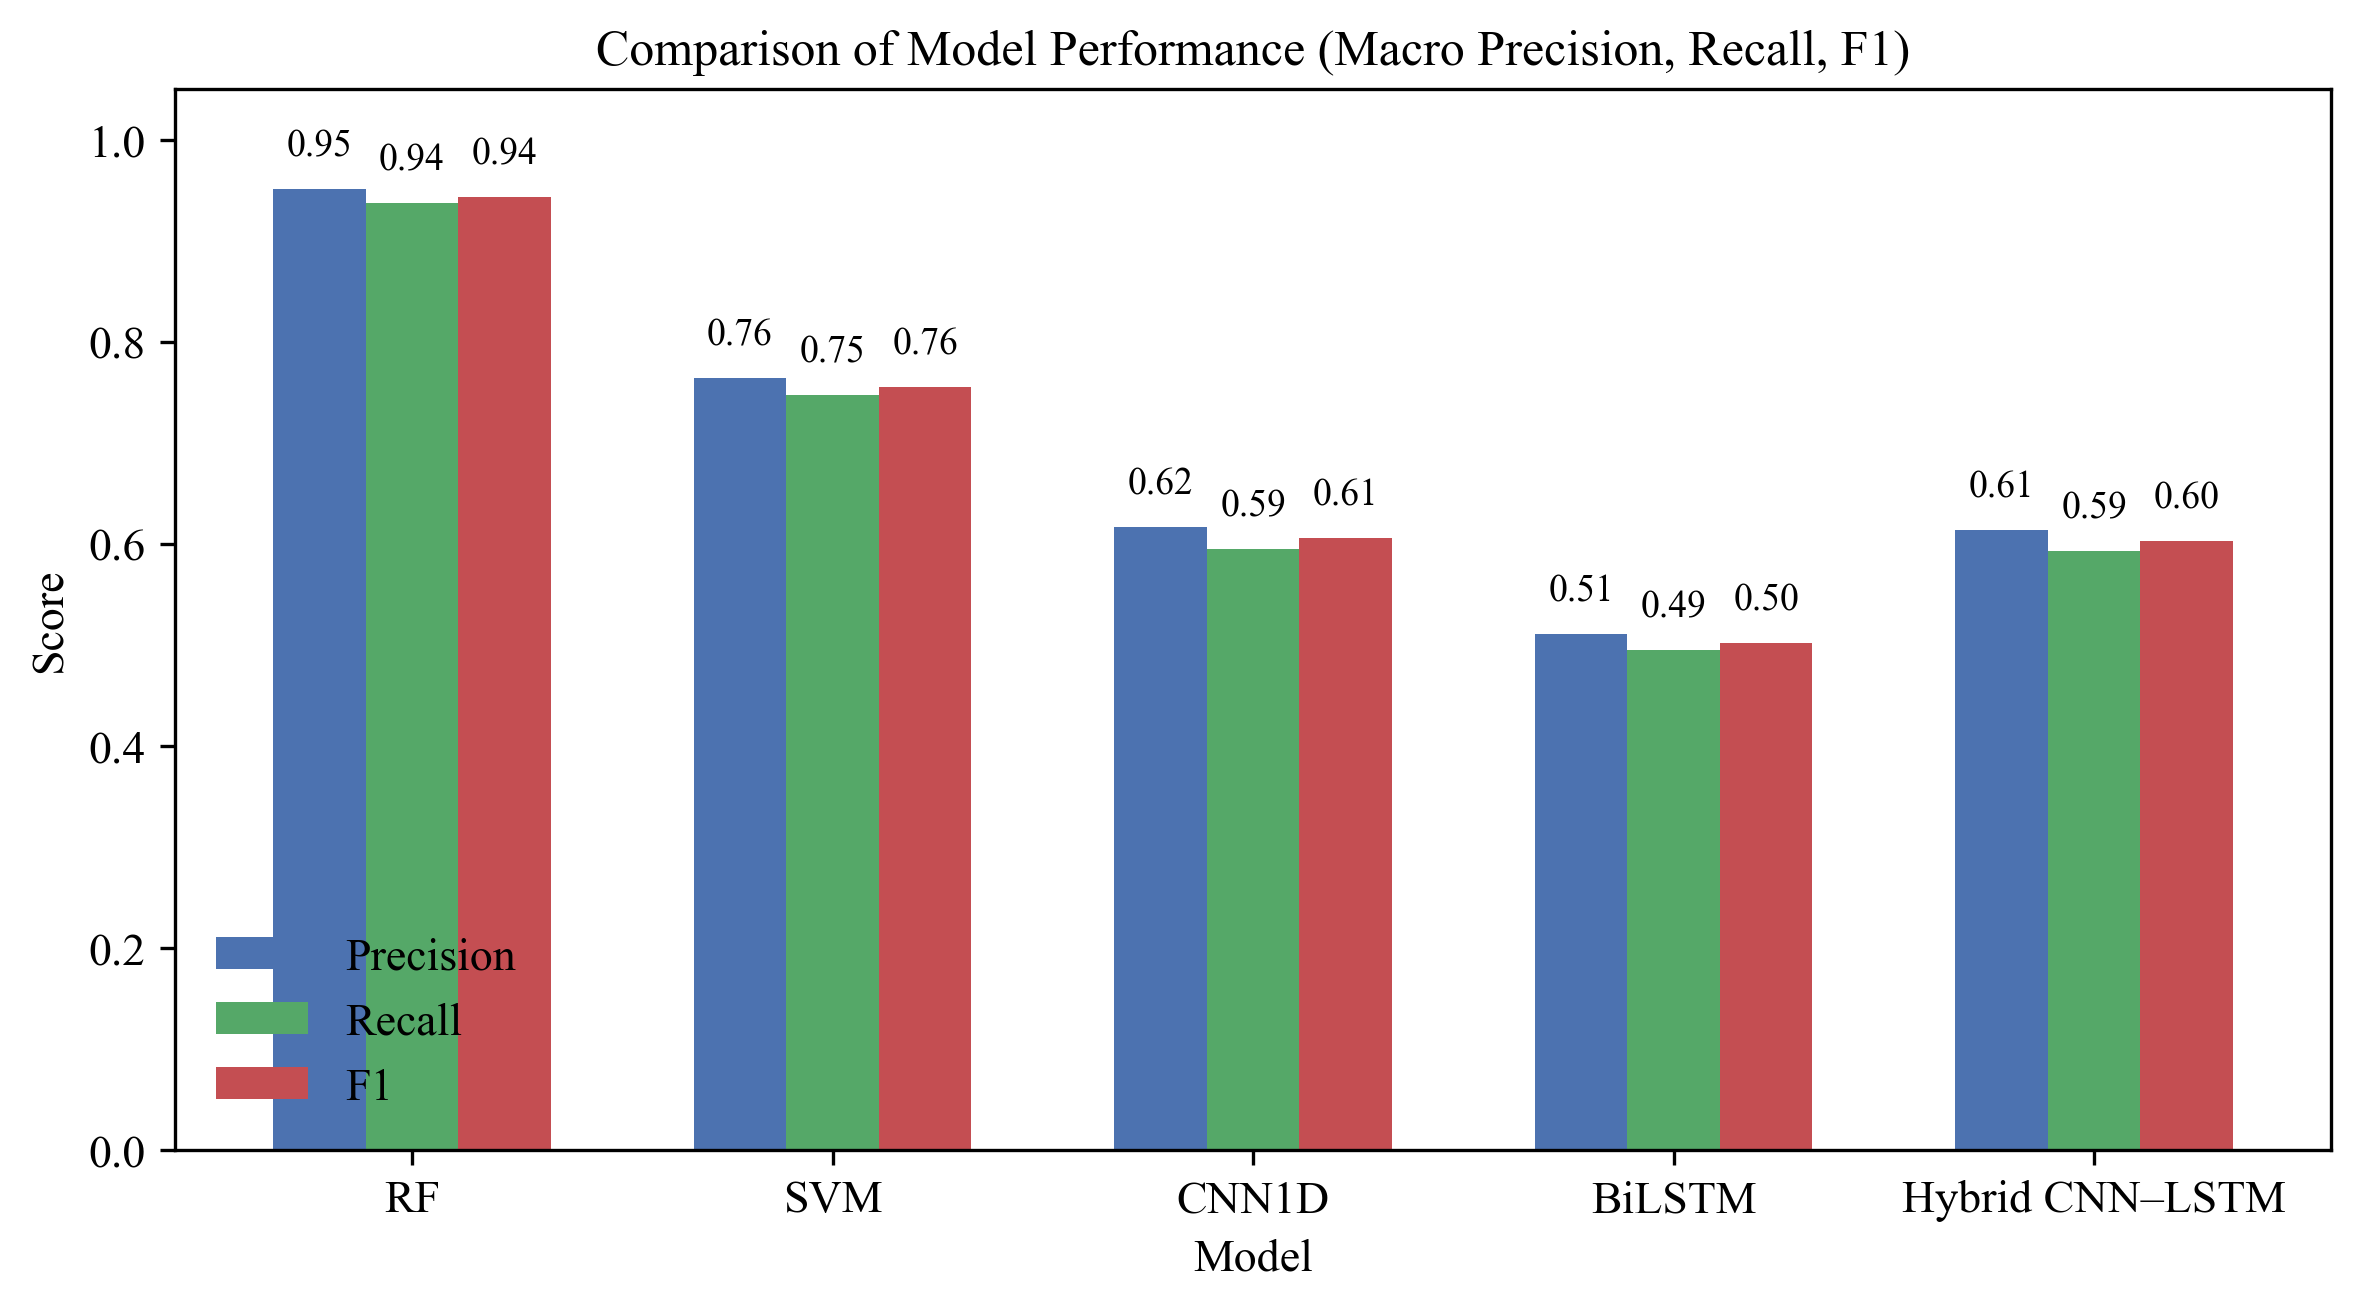 Comparison of Model Performance (Macro Precision, Recall, F1)
1.0
0.8
0.6
0.4
0.2
0.0
Score
0.95 0.94 0.94
0.76 0.75 0.76
0.62 0.59 0.61
0.51 0.49 0.50
0.61 0.59 0.60
Precision
Recall
F1
RF SVM CNN1D BiLSTM Hybrid CNN–LSTM
Model